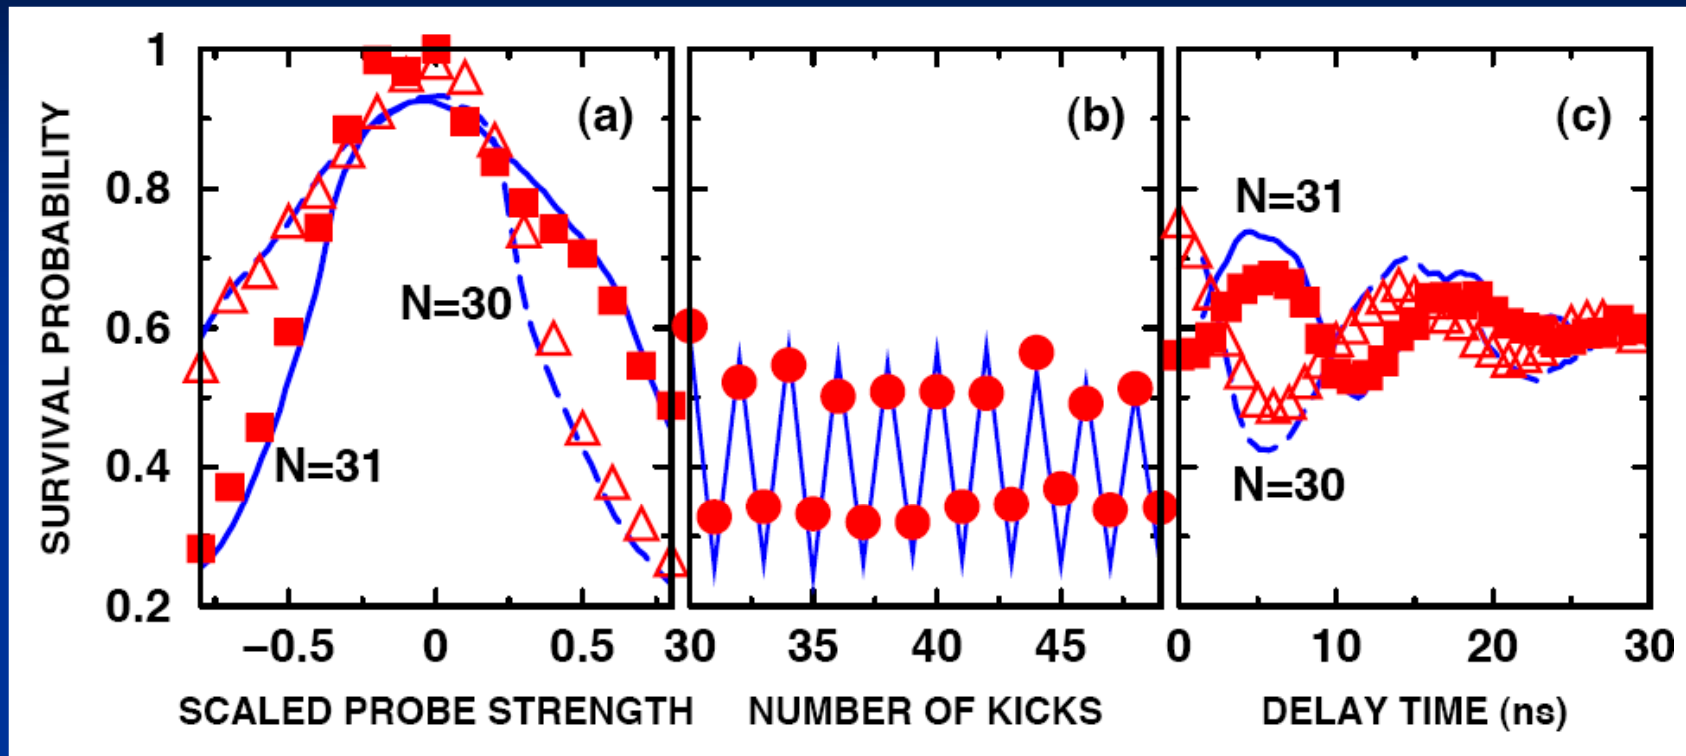 SURVIVAL PROBABILITY
1
0.8
0.6
0.4
0.2
(a)
N=30
N=31
−0.5 0 0.5
SCALED PROBE STRENGTH
(b)
30 35 40 45
NUMBER OF KICKS
(c)
N=31
N=30
0 10 20 30
DELAY TIME (ns)